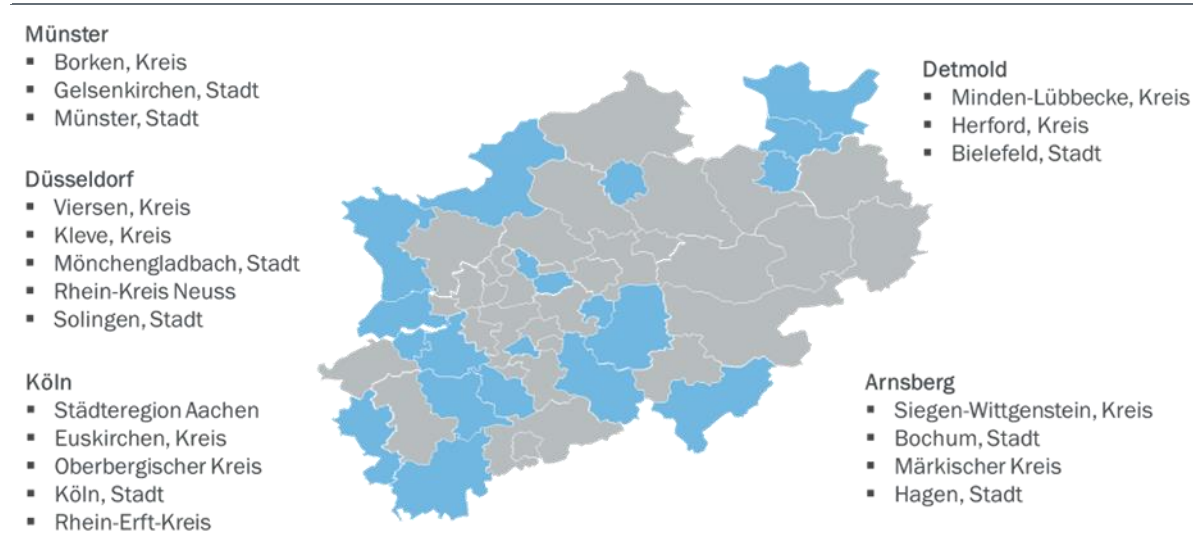 Münster
▪ Borken, Kreis
▪ Gelsenkirchen, Stadt
▪ Münster, Stadt
Düsseldorf
▪ Viersen, Kreis
▪ Kleve, Kreis
▪ Mönchengladbach, Stadt
▪ Rhein-Kreis Neuss
▪ Solingen, Stadt
Köln
▪ Städteregion Aachen
▪ Euskirchen, Kreis
▪ Oberbergischer Kreis
▪ Köln, Stadt
▪ Rhein-Erft-Kreis
Detmold
▪ Minden-Lübbecke, Kreis
▪ Herford, Kreis
▪ Bielefeld, Stadt
Arnsberg
▪ Siegen-Wittgenstein, Kreis
▪ Bochum, Stadt
▪ Märkischer Kreis
▪ Hagen, Stadt